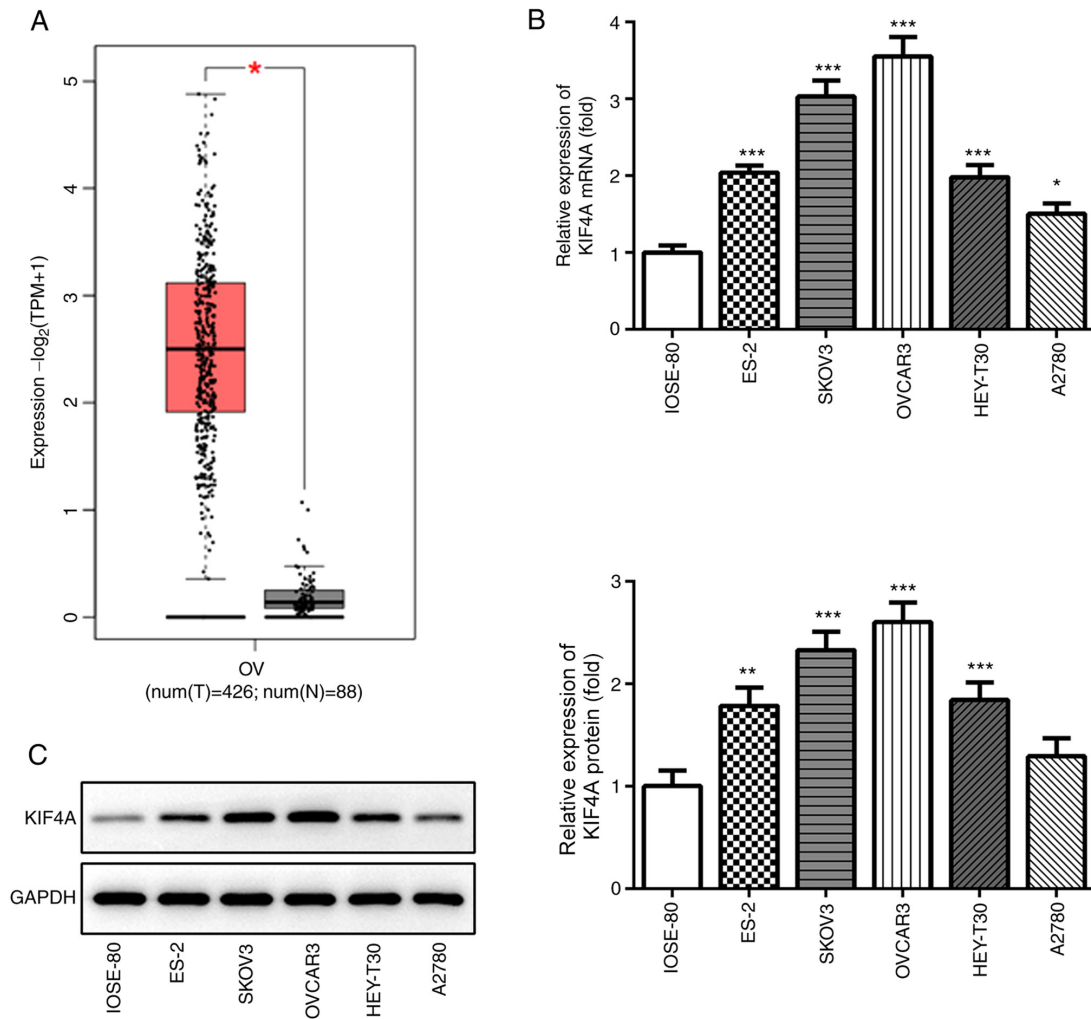 A
*
5
4
3
2
1
0
Expression –log2(TPM+1)
OV
(num(T)=426; num(N)=88)
B
Relative expression of
KIF4A mRNA (fold)
4
3
2
1
0
***
***
***
***
*
IOSE-80
ES-2
SKOV3
OVCAR3
HEY-T30
A2780
Relative expression of
KIF4A protein (fold)
3
2
1
0
**
***
***
***
IOSE-80
ES-2
SKOV3
OVCAR3
HEY-T30
A2780
C
KIF4A
GAPDH
IOSE-80
ES-2
SKOV3
OVCAR3
HEY-T30
A2780